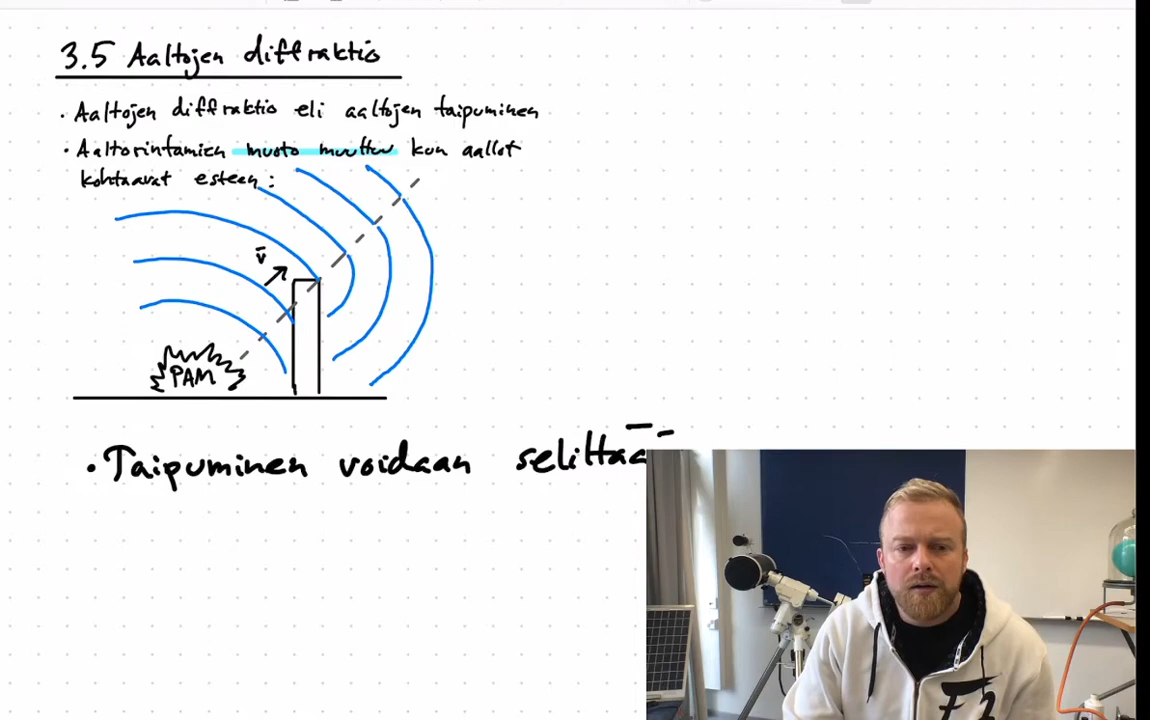 3.5 Aaltojen diffraktio
• Aaltojen diffraktio eli aaltojen taipuminen
• Aaltorintamien muoto muuttuu kun aallot
kohtaavat esteen:
v̄
PAM
• Taipuminen voidaan selittää